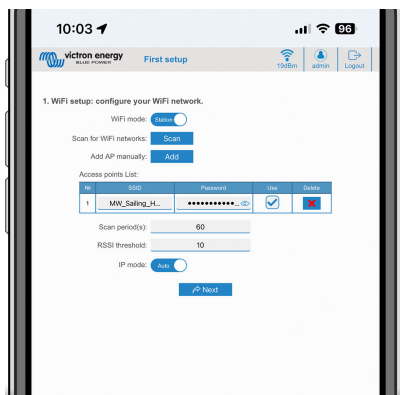 10:03 96
victron energy
BLUE POWER
First setup
19dBm admin Logout
1. WiFi setup: configure your WiFi network.
WiFi mode: Station
Scan for WiFi networks: Scan
Add AP manually: Add
Access points List:
Nr SSID Password Use Delete
1 MW_Sailing_H... •••••••••••...
Scan period(s): 60
RSSI threshold: 10
IP mode: Auto
Next